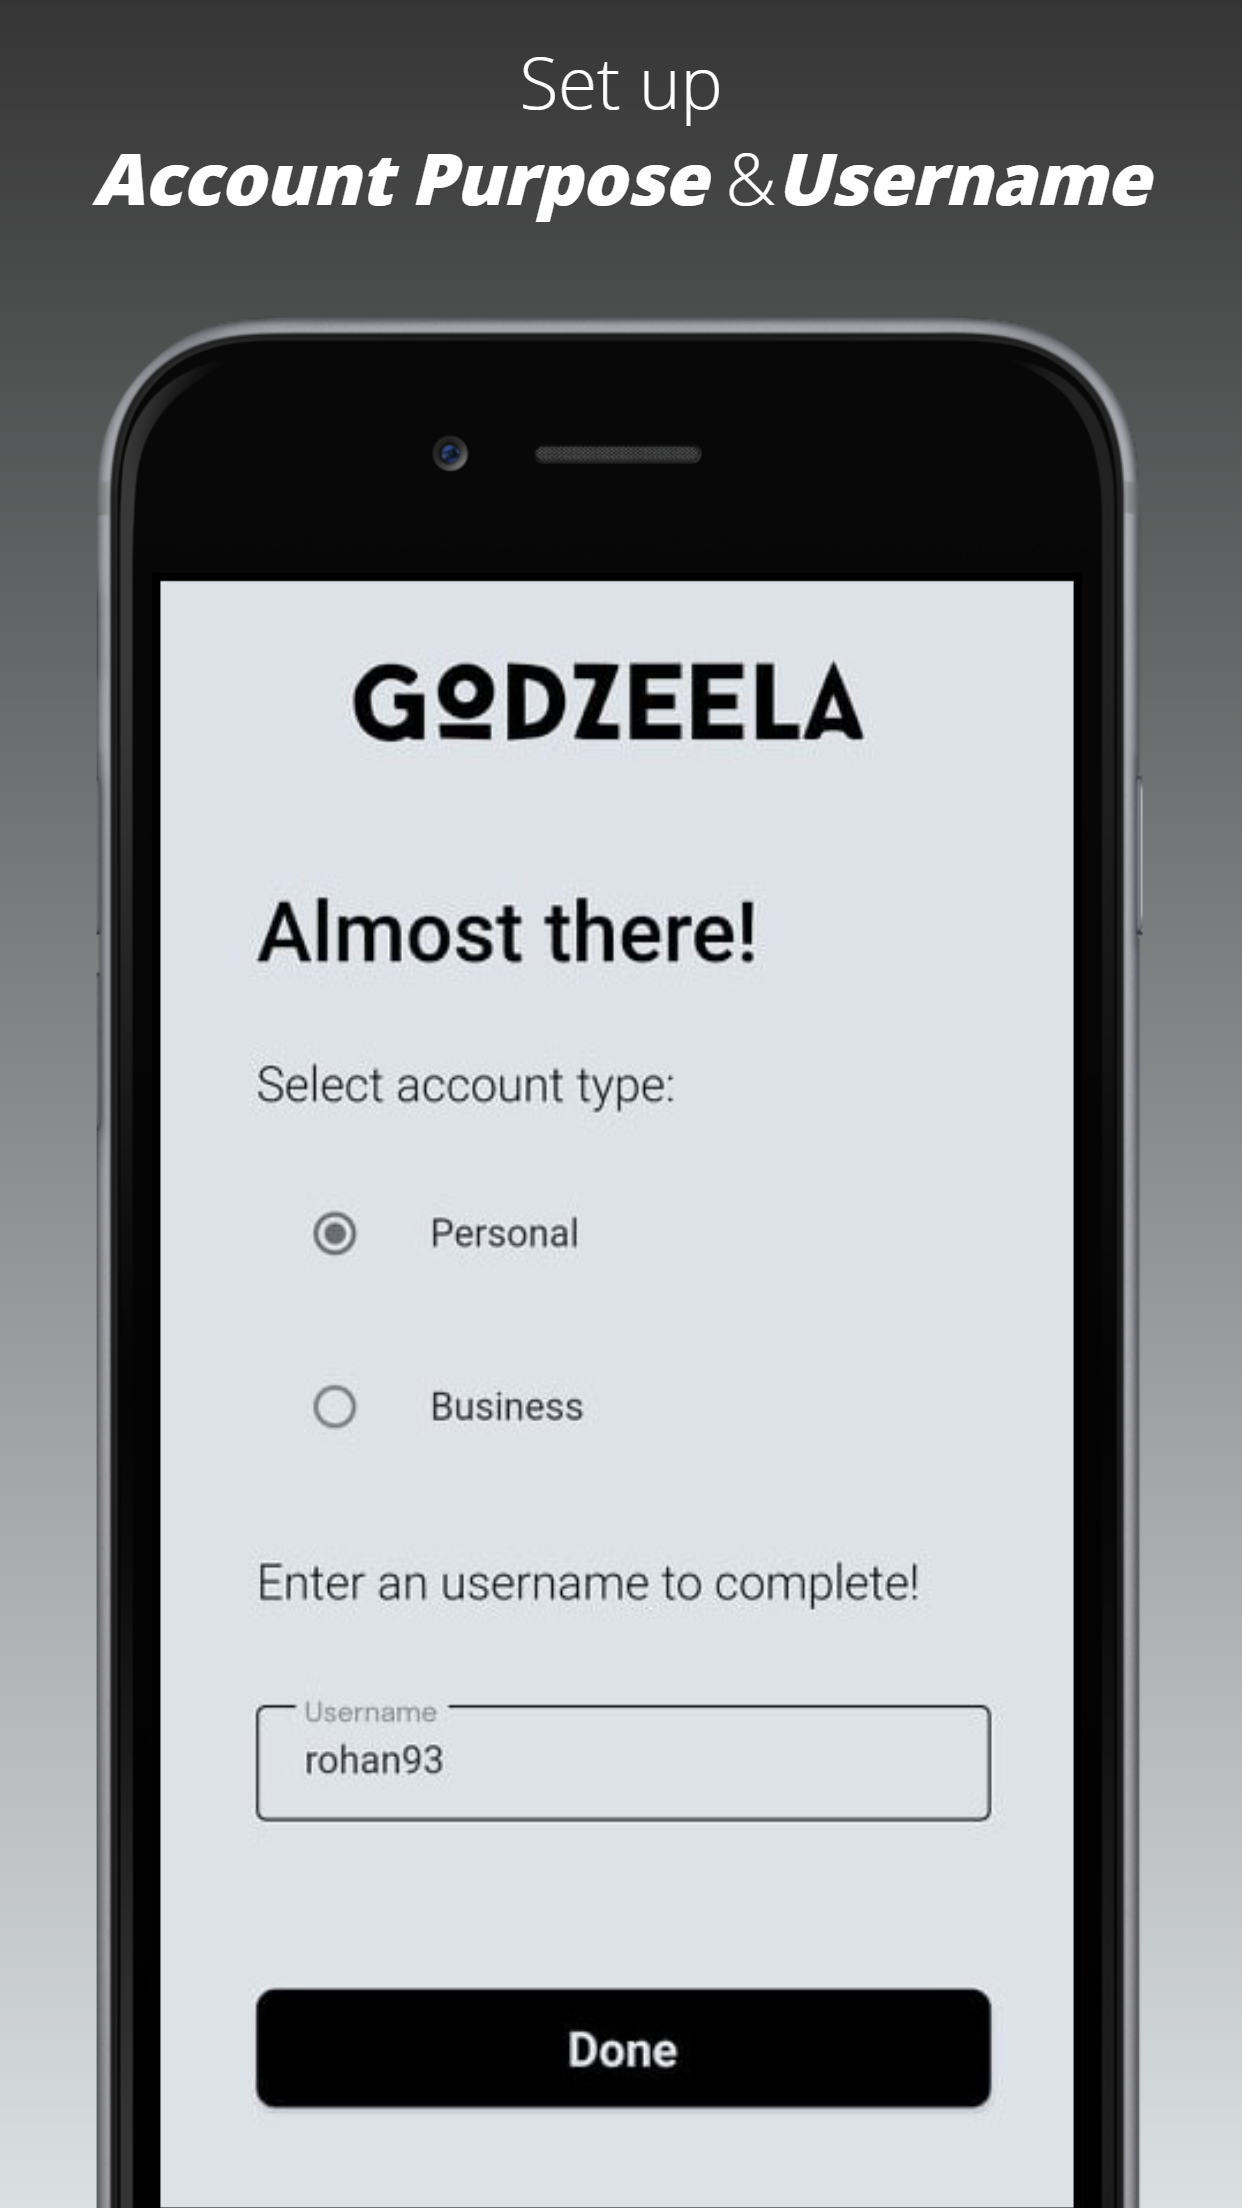 Set up
Account Purpose &Username
GODZEELA
Almost there!
Select account type:
Personal
Business
Enter an username to complete!
Username
rohan93
Done